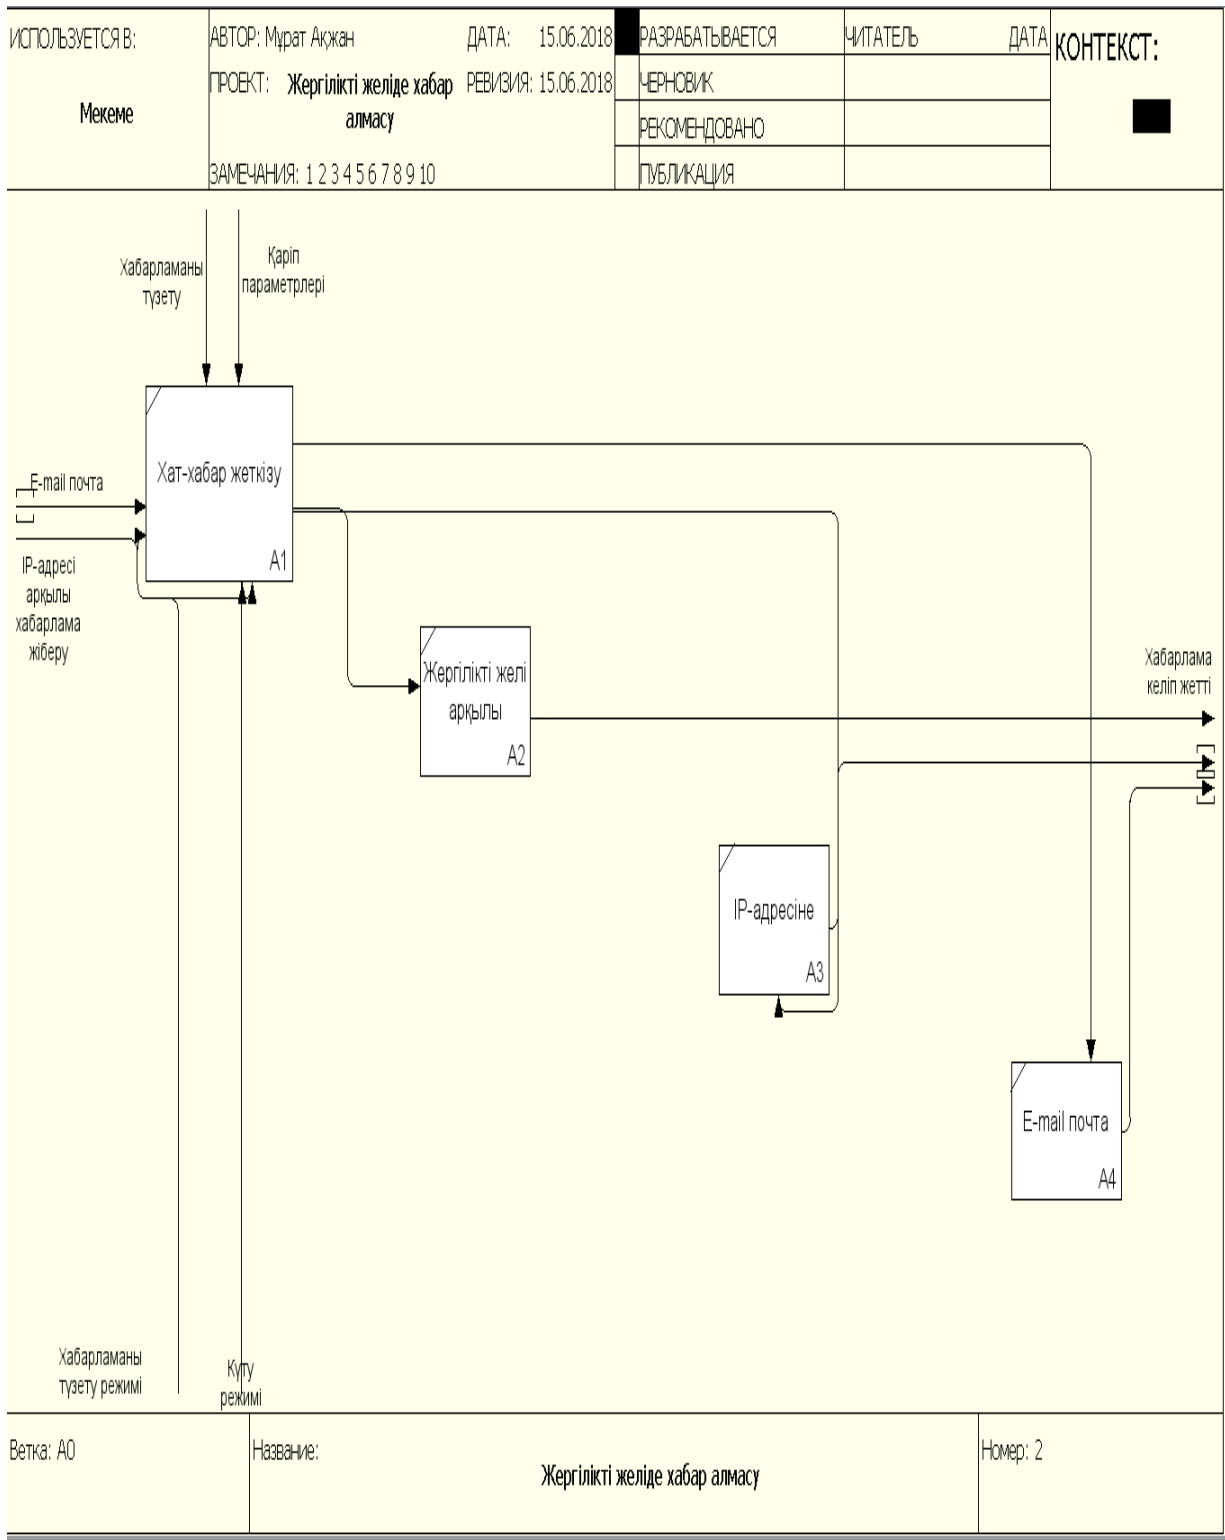 ИСПОЛЬЗУЕТСЯ В:
Мекеме
АВТОР: Мұрат Ақжан
ДАТА: 15.06.2018
ПРОЕКТ: Жергілікті желіде хабар
алмасу
РЕВИЗИЯ: 15.06.2018
ЗАМЕЧАНИЯ: 1 2 3 4 5 6 7 8 9 10
РАЗРАБАТЫВАЕТСЯ
ЧЕРНОВИК
РЕКОМЕНДОВАНО
ПУБЛИКАЦИЯ
ЧИТАТЕЛЬ
ДАТА
КОНТЕКСТ:
Хабарламаны
түзету
Қаріп
параметрлері
Хат-хабар жеткізу
A1
E-mail почта
IP-адресі
арқылы
хабарлама
жіберу
Жергілікті желі
арқылы
A2
Хабарлама
келіп жетті
IP-адресіне
A3
E-mail почта
A4
Хабарламаны
түзету режимі
Күту
режимі
Ветка: A0
Название:
Жергілікті желіде хабар алмасу
Номер: 2